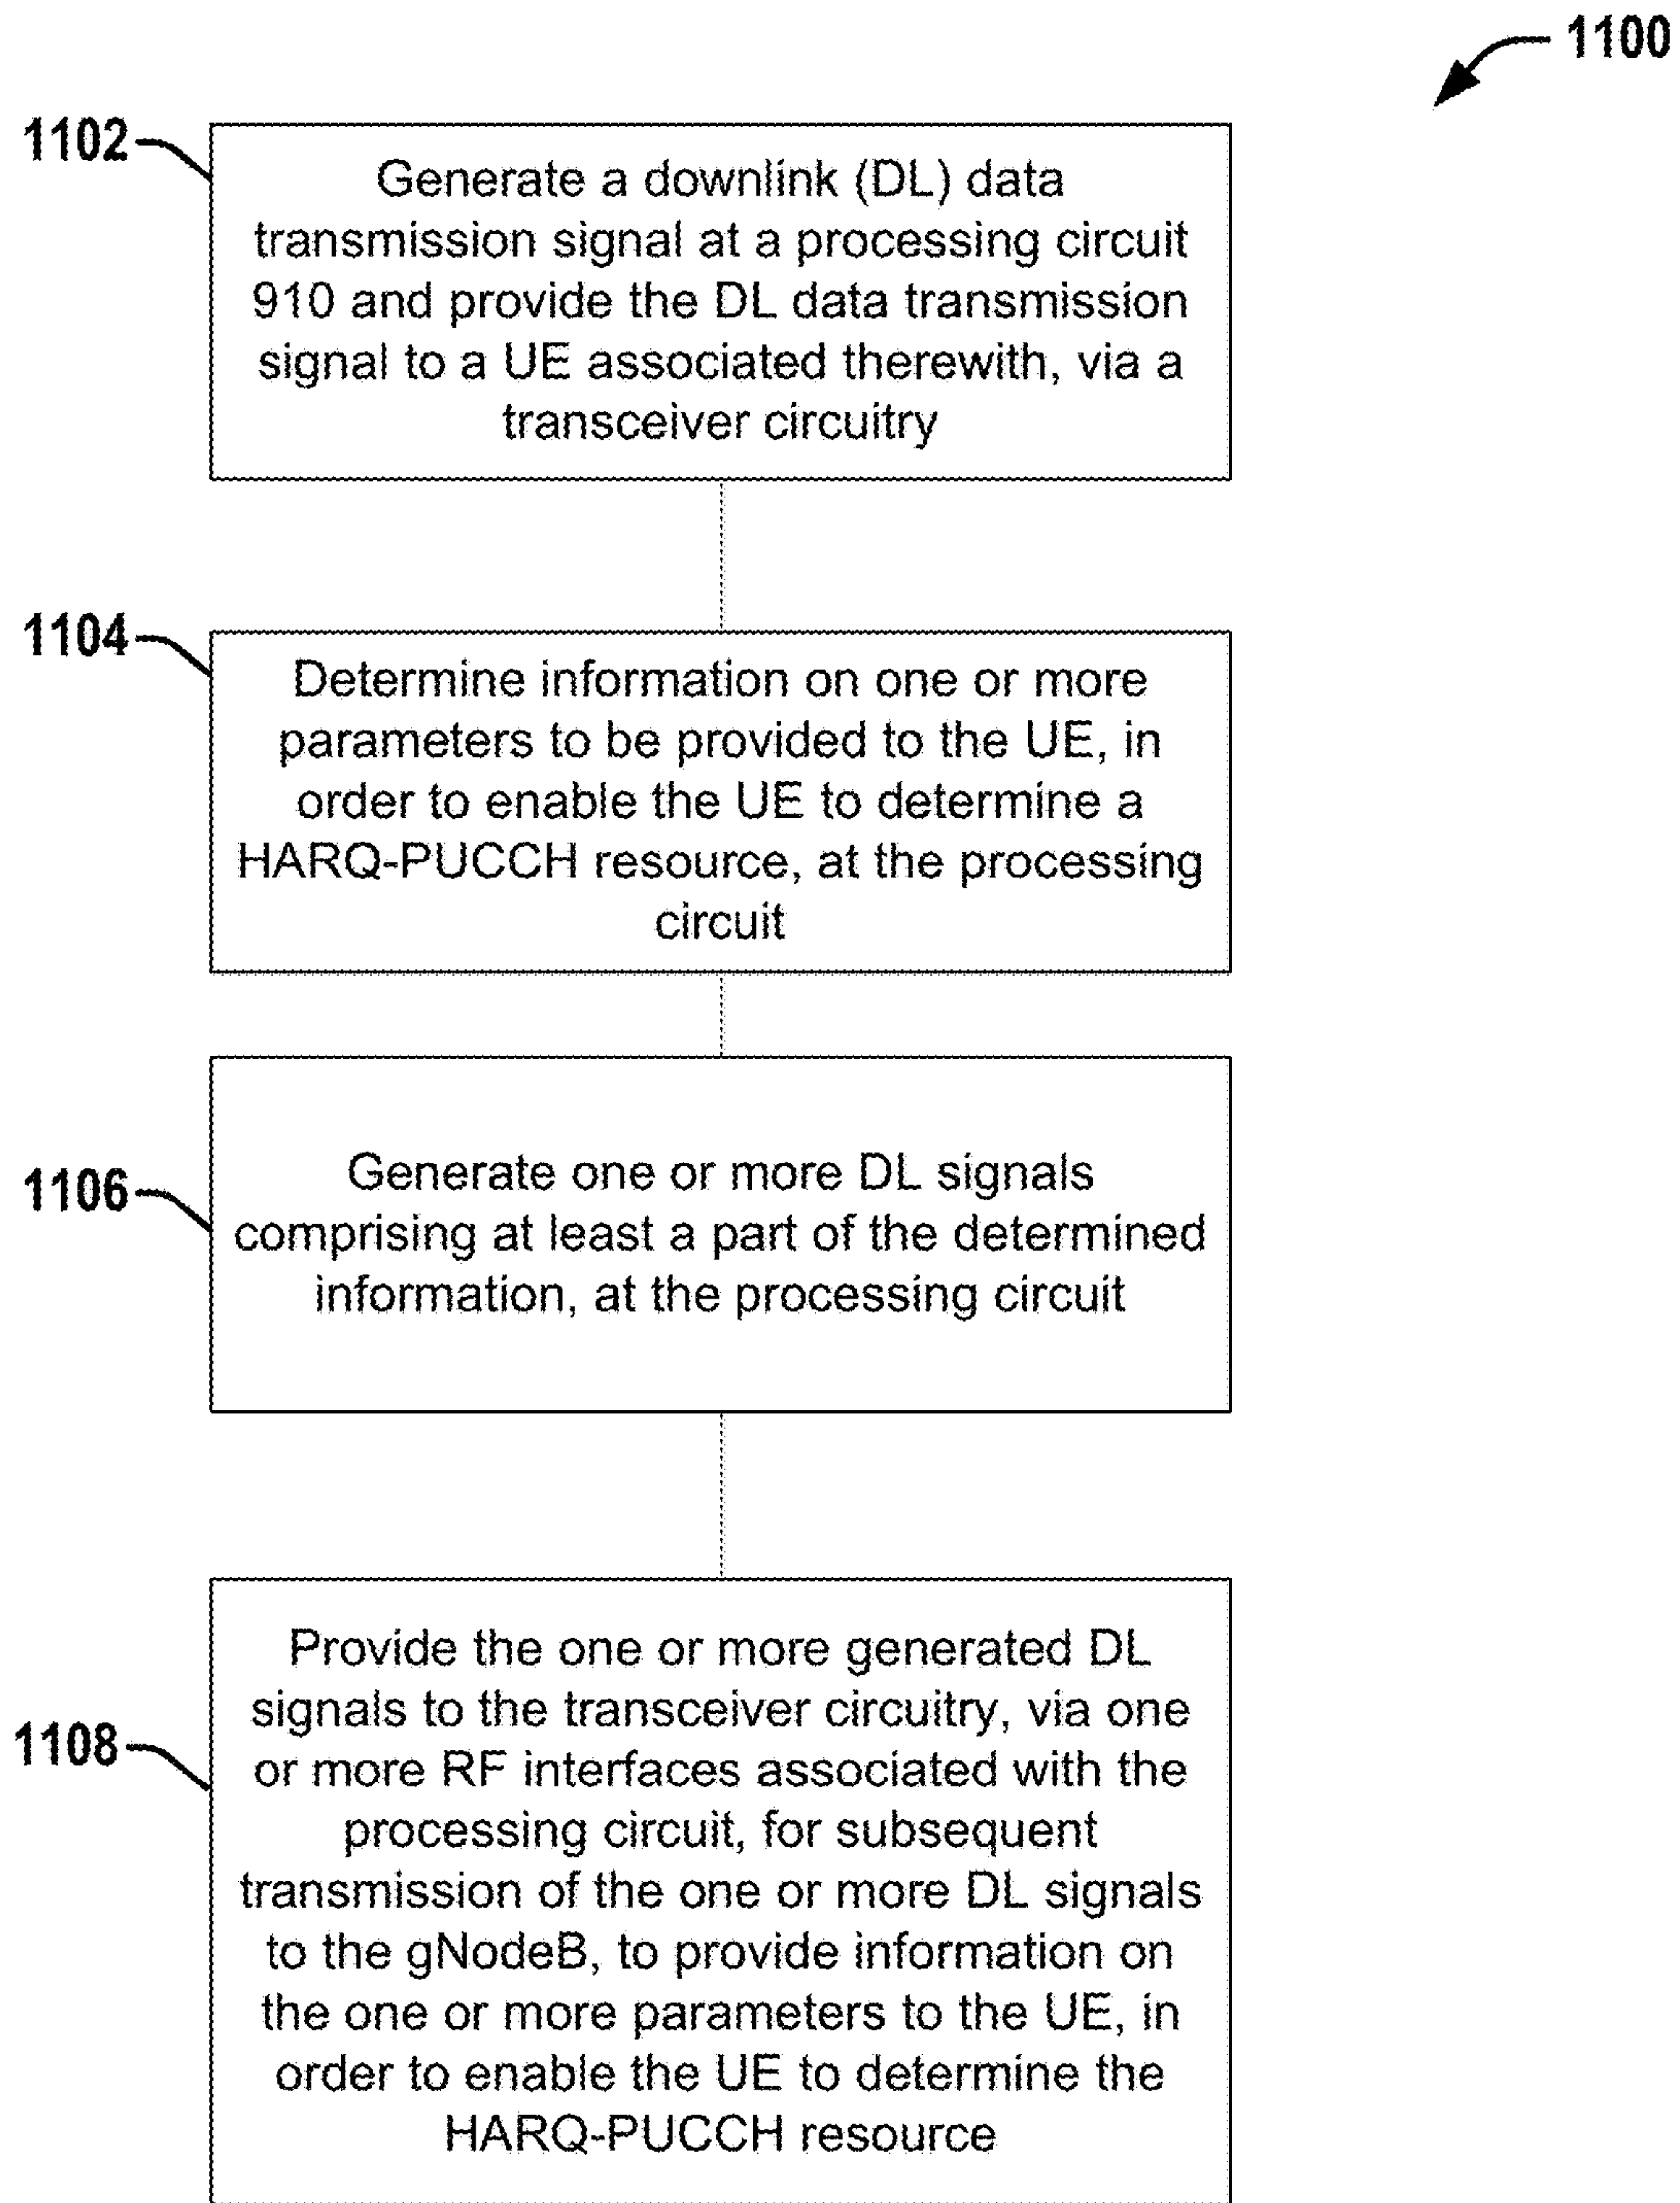 1100
1102
Generate a downlink (DL) data
transmission signal at a processing circuit
910 and provide the DL data transmission
signal to a UE associated therewith, via a
transceiver circuitry
1104
Determine information on one or more
parameters to be provided to the UE, in
order to enable the UE to determine a
HARQ-PUCCH resource, at the processing
circuit
1106
Generate one or more DL signals
comprising at least a part of the determined
information, at the processing circuit
1108
Provide the one or more generated DL
signals to the transceiver circuitry, via one
or more RF interfaces associated with the
processing circuit, for subsequent
transmission of the one or more DL signals
to the gNodeB, to provide information on
the one or more parameters to the UE, in
order to enable the UE to determine the
HARQ-PUCCH resource